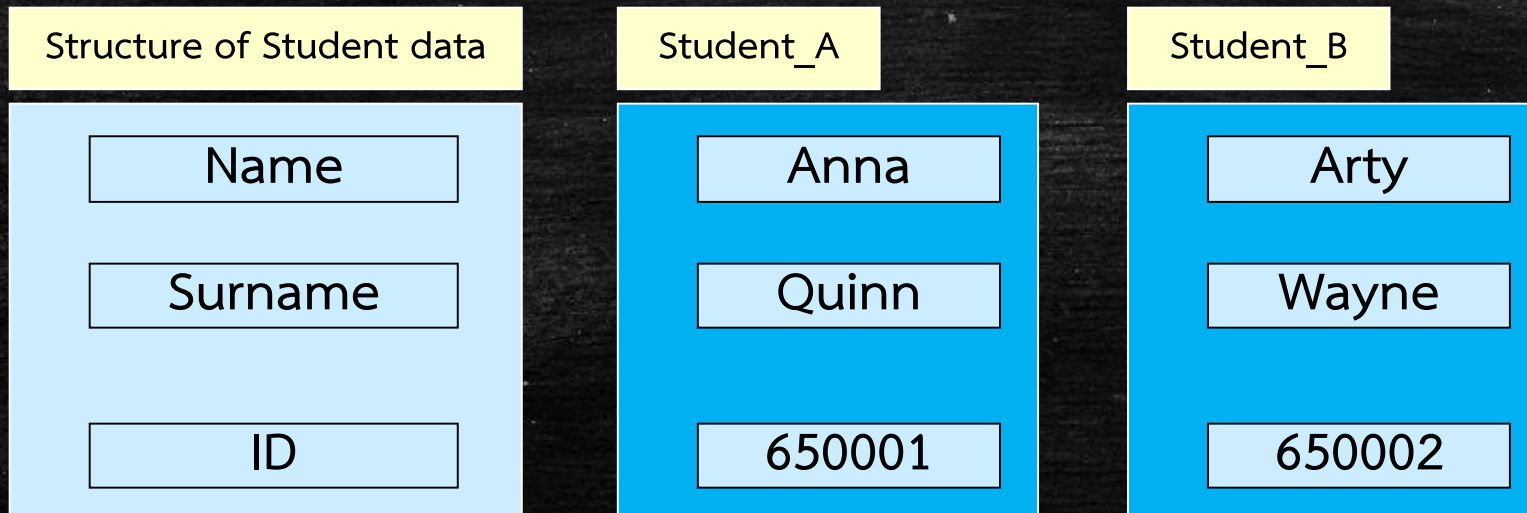 Structure of Student data
Student_A
Student_B
Name
Anna
Arty
Surname
Quinn
Wayne
ID
650001
650002